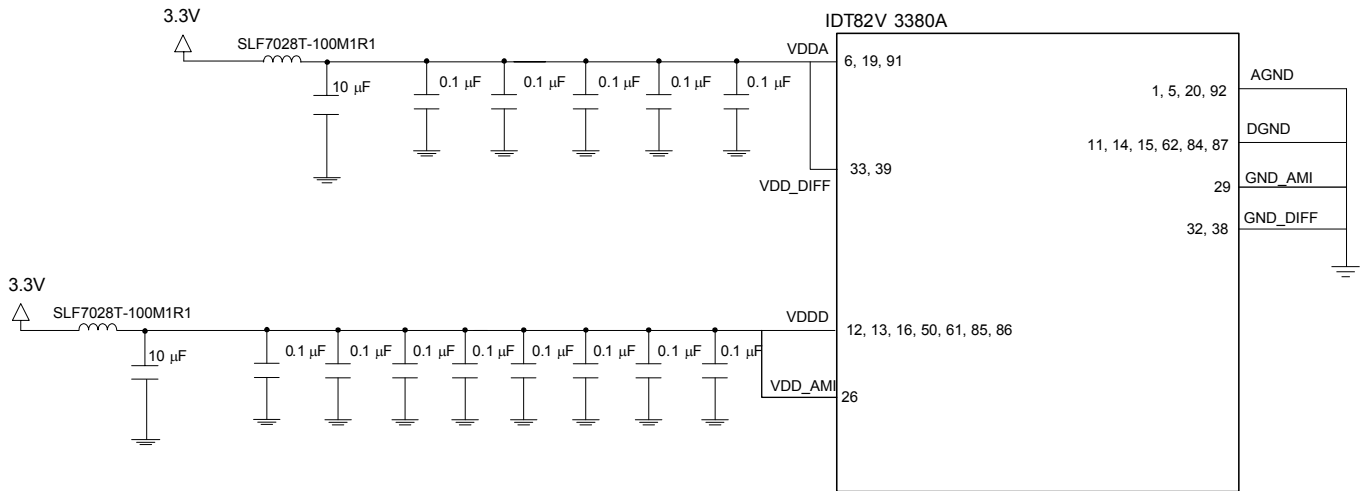 3.3V
IDT82V 3380A
SLF7028T-100M1R1
VDDA
6, 19, 91
10 µF
0.1 µF
0.1 µF
0.1 µF
0.1 µF
0.1 µF
AGND
1, 5, 20, 92
DGND
11, 14, 15, 62, 84, 87
33, 39
VDD_DIFF
29
GND_AMI
GND_DIFF
32, 38
3.3V
SLF7028T-100M1R1
VDDD
12, 13, 16, 50, 61, 85, 86
10 µF
0.1 µF
0.1 µF
0.1 µF
0.1 µF
0.1 µF
0.1 µF
0.1 µF
0.1 µF
VDD_AMI
26